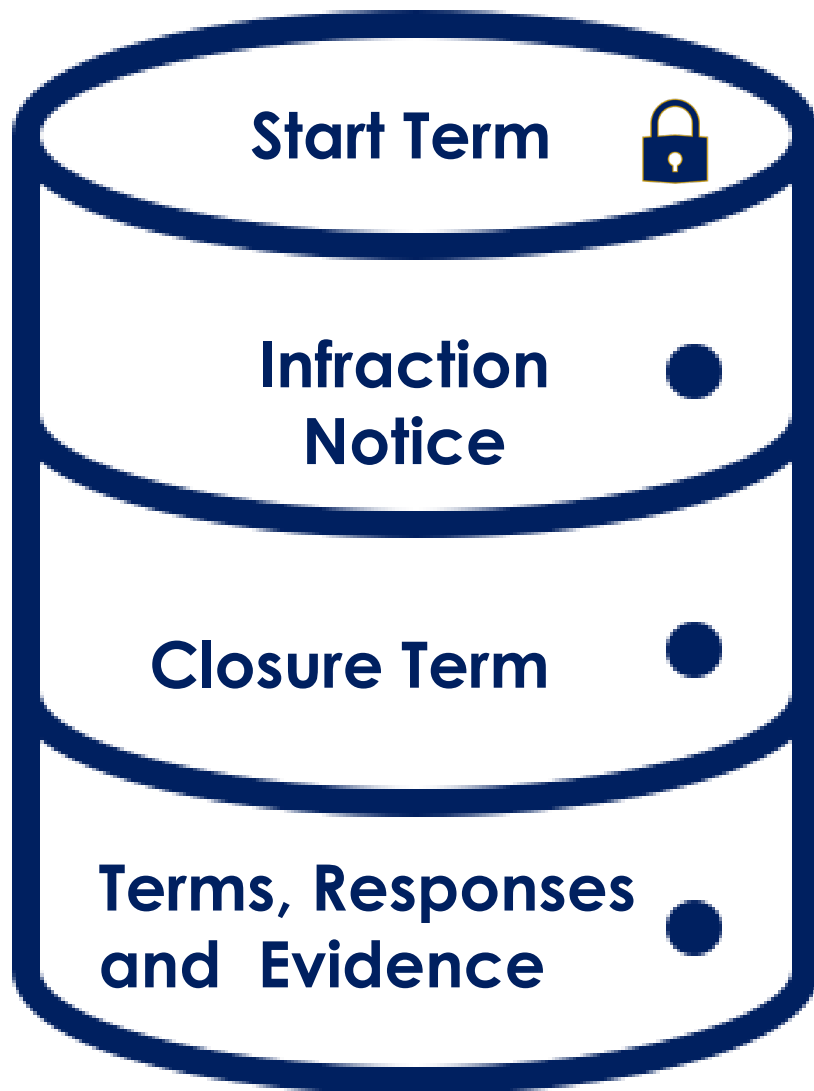 Start Term
Infraction
Notice
Closure Term
Terms, Responses
and Evidence